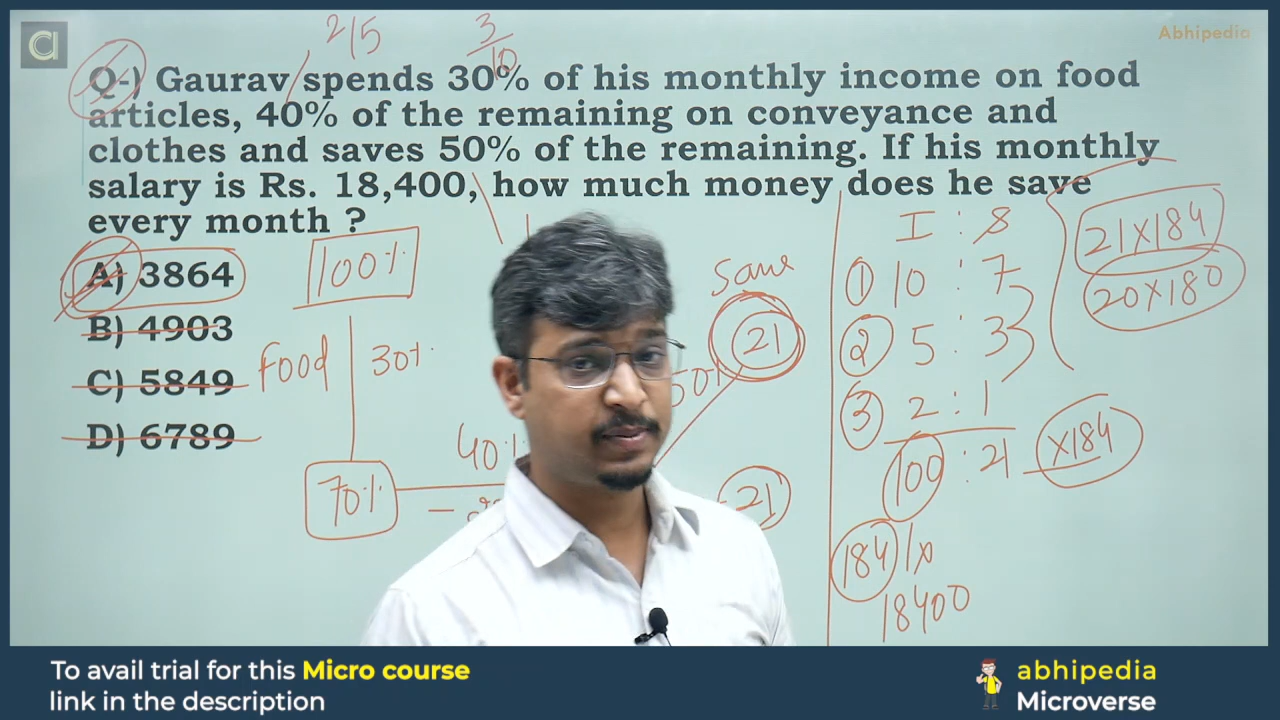 Abhipedia
2/5
3/10
Q-) Gaurav spends 30% of his monthly income on food
articles, 40% of the remaining on conveyance and
clothes and saves 50% of the remaining. If his monthly
salary is Rs. 18,400, how much money does he save
every month ?
A) 3864
B) 4903
C) 5849
D) 6789
100%
Food 30%
70%
40%
50%
Save
21
21
I : S
① 10 : 7
② 5 : 3
③ 2 : 1
100 : 21
×184
184 1x
18400
21×184
20×180
To avail trial for this Micro course
link in the description
abhipedia
Microverse